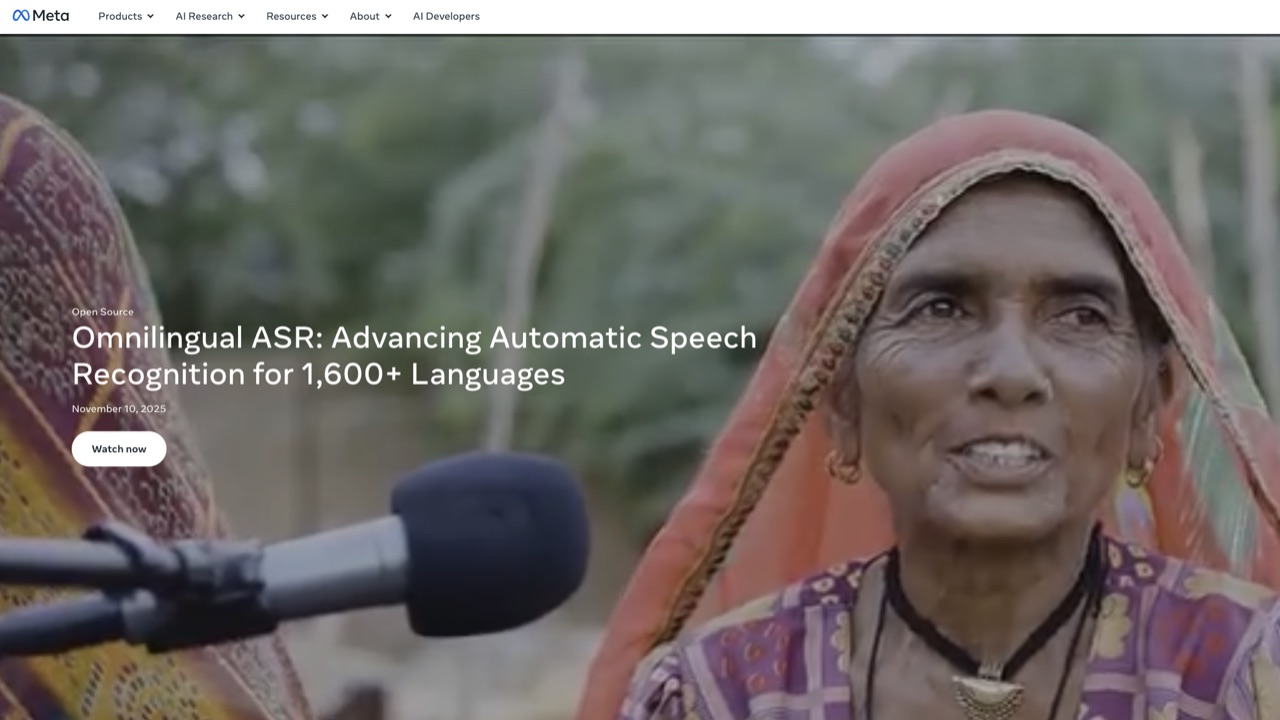 Meta
Products
AI Research
Resources
About
AI Developers
Open Source
Omnilingual ASR: Advancing Automatic Speech
Recognition for 1,600+ Languages
November 10, 2025
Watch now